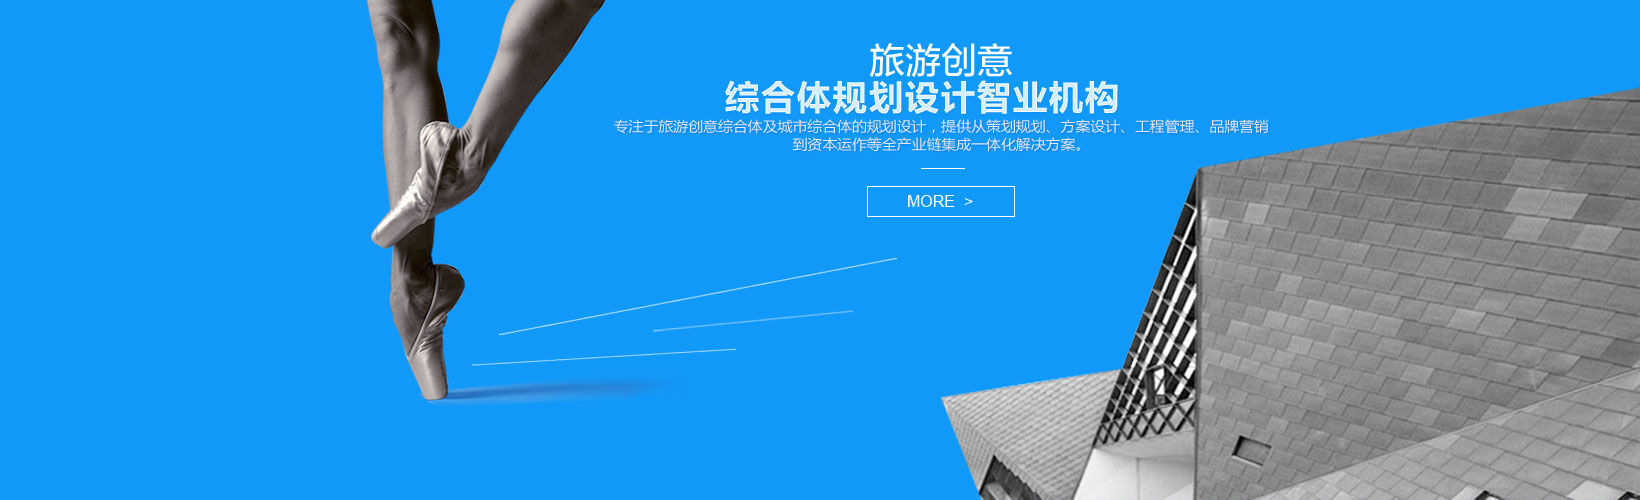 旅游创意
综合体规划设计智业机构
专注于旅游创意综合体及城市综合体的规划设计，提供从策划规划、方案设计、工程管理、品牌营销
到资本运作等全产业链集成一体化解决方案。
MORE >